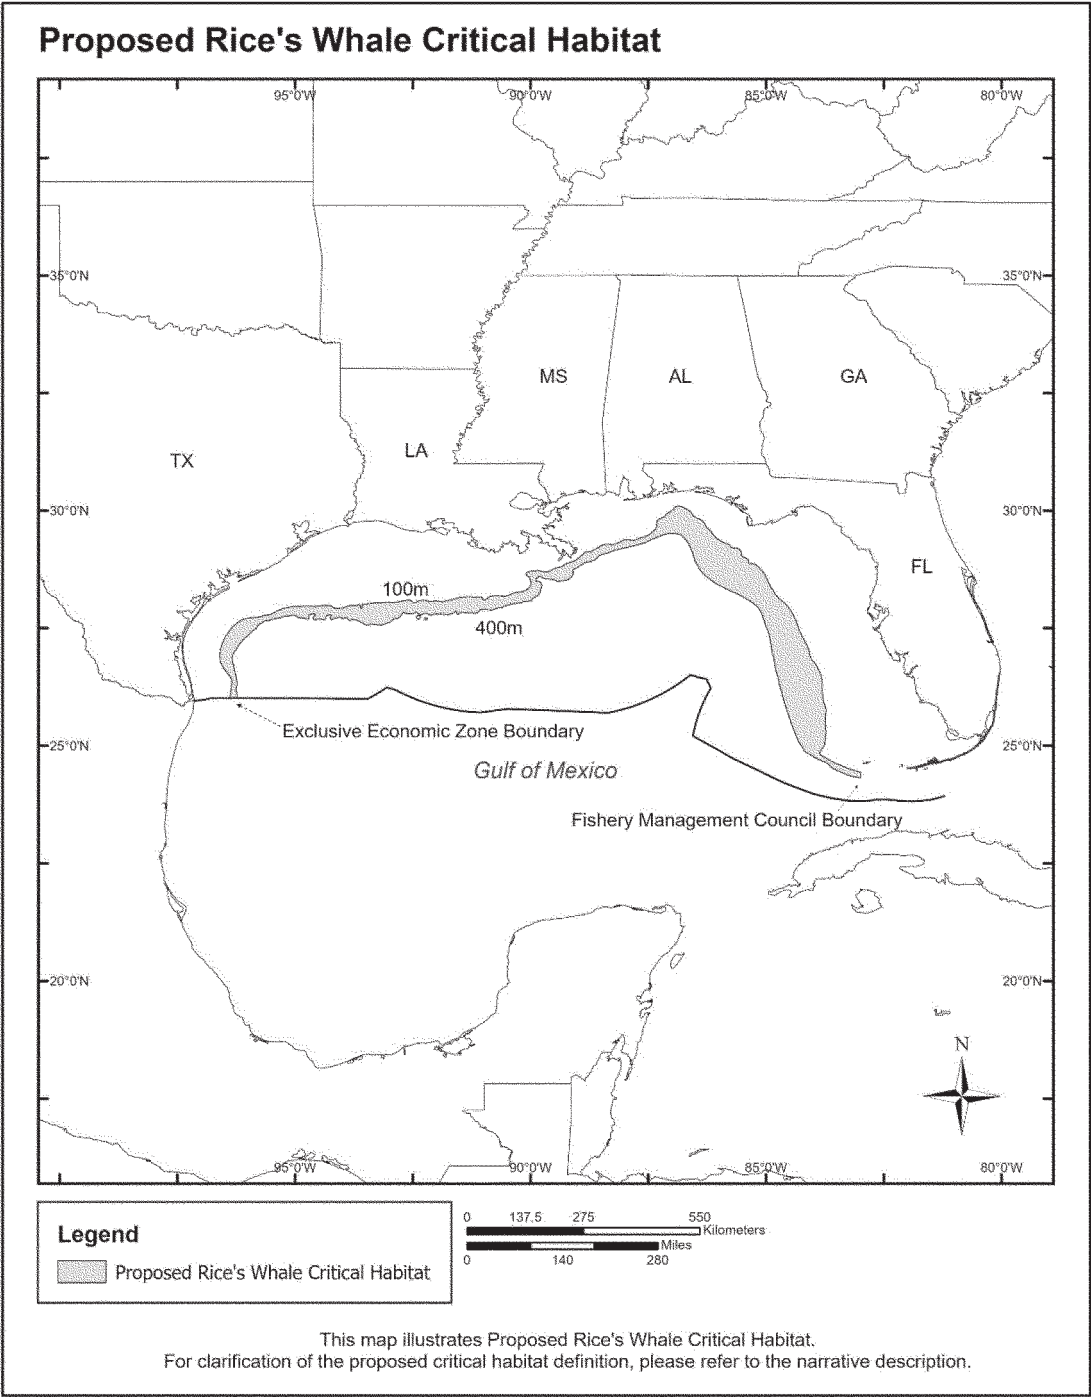 Proposed Rice's Whale Critical Habitat
95°0'W 90°0'W 85°0'W 80°0'W
35°0'N 35°0'N
MS AL GA
LA
TX
30°0'N 30°0'N
FL
100m
400m
Exclusive Economic Zone Boundary
25°0'N 25°0'N
Gulf of Mexico
Fishery Management Council Boundary
20°0'N 20°0'N
N
95°0'W 90°0'W 85°0'W 80°0'W
Legend
Proposed Rice's Whale Critical Habitat
0 137.5 275 550
Kilometers
Miles
0 140 280
This map illustrates Proposed Rice's Whale Critical Habitat.
For clarification of the proposed critical habitat definition, please refer to the narrative description.